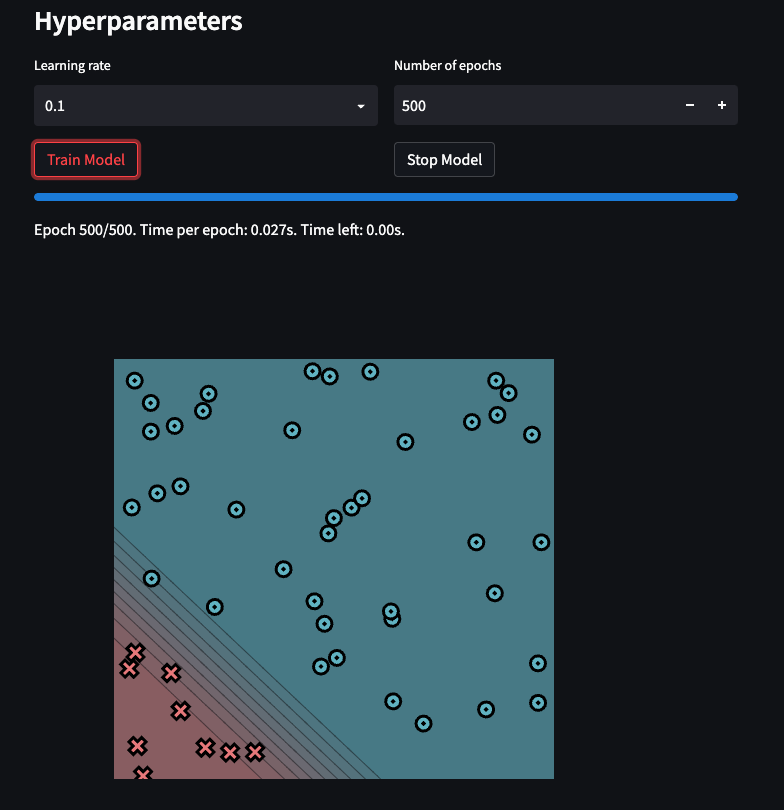 Hyperparameters
Learning rate
Number of epochs
0.1
500
− +
Train Model
Stop Model
Epoch 500/500. Time per epoch: 0.027s. Time left: 0.00s.